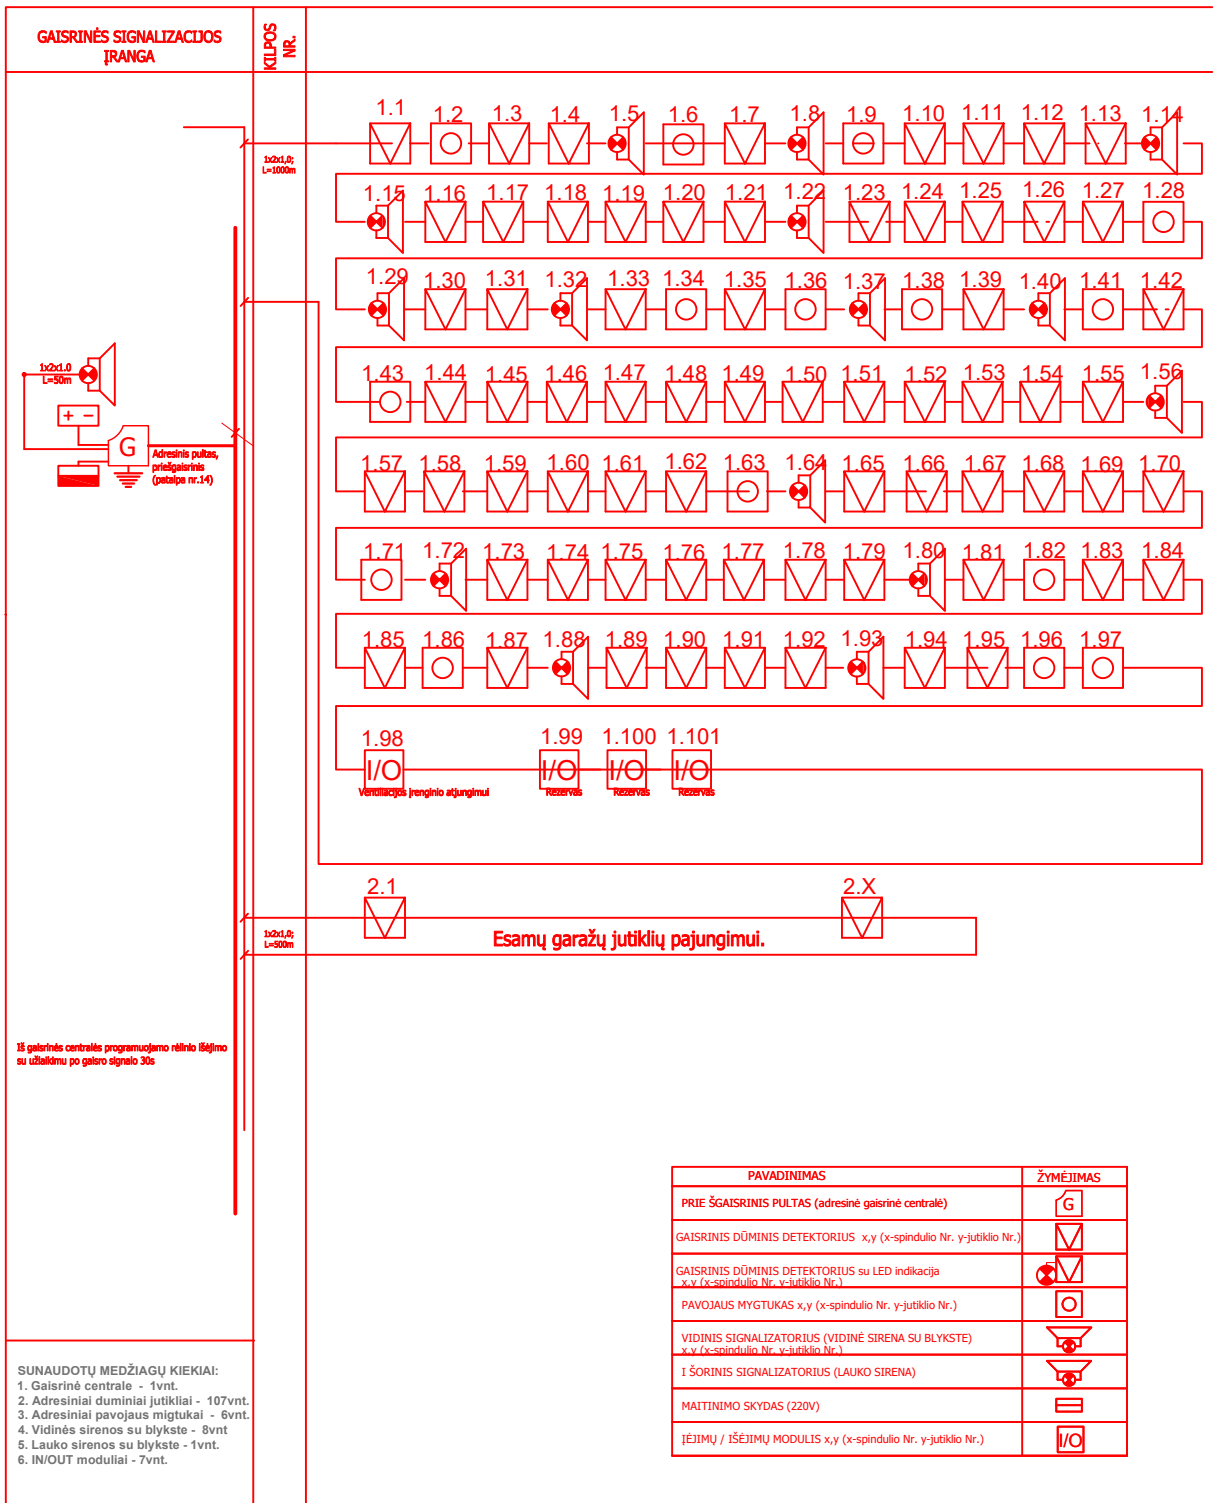 GAISRINĖS SIGNALIZACIJOS
ĮRANGA
KILPOS
NR.
1x2x1,0;
L=1000m
1.1 1.2 1.3 1.4 1.5 1.6 1.7 1.8 1.9 1.10 1.11 1.12 1.13 1.14
1.15 1.16 1.17 1.18 1.19 1.20 1.21 1.22 1.23 1.24 1.25 1.26 1.27 1.28
1.29 1.30 1.31 1.32 1.33 1.34 1.35 1.36 1.37 1.38 1.39 1.40 1.41 1.42
1x2x1.0
L=50m
+ −
G
Adresinis pultas,
priešgaisrinis
(patalpa nr.14)
1.43 1.44 1.45 1.46 1.47 1.48 1.49 1.50 1.51 1.52 1.53 1.54 1.55 1.56
1.57 1.58 1.59 1.60 1.61 1.62 1.63 1.64 1.65 1.66 1.67 1.68 1.69 1.70
1.71 1.72 1.73 1.74 1.75 1.76 1.77 1.78 1.79 1.80 1.81 1.82 1.83 1.84
1.85 1.86 1.87 1.88 1.89 1.90 1.91 1.92 1.93 1.94 1.95 1.96 1.97
1.98 1.99 1.100 1.101
I/O I/O I/O I/O
Ventiliacijos įrenginio atjungimui Rezervas Rezervas Rezervas
2.1 2.X
1x2x1,0;
L=500m
Esamų garažų jutiklių pajungimui.
Iš gaisrinės centralės programuojamo rėlinio išėjimo
su užlaikimu po gaisro signalo 30s
PAVADINIMAS ŽYMĖJIMAS
PRIE ŠGAISRINIS PULTAS (adresinė gaisrinė centralė) G
GAISRINIS DŪMINIS DETEKTORIUS x,y (x-spindulio Nr. y-jutiklio Nr.)
GAISRINIS DŪMINIS DETEKTORIUS su LED indikacija
x,y (x-spindulio Nr. y-jutiklio Nr.)
PAVOJAUS MYGTUKAS x,y (x-spindulio Nr. y-jutiklio Nr.)
VIDINIS SIGNALIZATORIUS (VIDINĖ SIRENA SU BLYKSTE)
x,y (x-spindulio Nr. y-jutiklio Nr.)
I ŠORINIS SIGNALIZATORIUS (LAUKO SIRENA)
MAITINIMO SKYDAS (220V)
ĮĖJIMŲ / IŠĖJIMŲ MODULIS x,y (x-spindulio Nr. y-jutiklio Nr.) I/O
SUNAUDOTŲ MEDŽIAGŲ KIEKIAI:
1. Gaisrinė centrale - 1vnt.
2. Adresiniai duminiai jutikliai - 107vnt.
3. Adresiniai pavojaus migtukai - 6vnt.
4. Vidinės sirenos su blykste - 8vnt
5. Lauko sirenos su blykste - 1vnt.
6. IN/OUT moduliai - 7vnt.